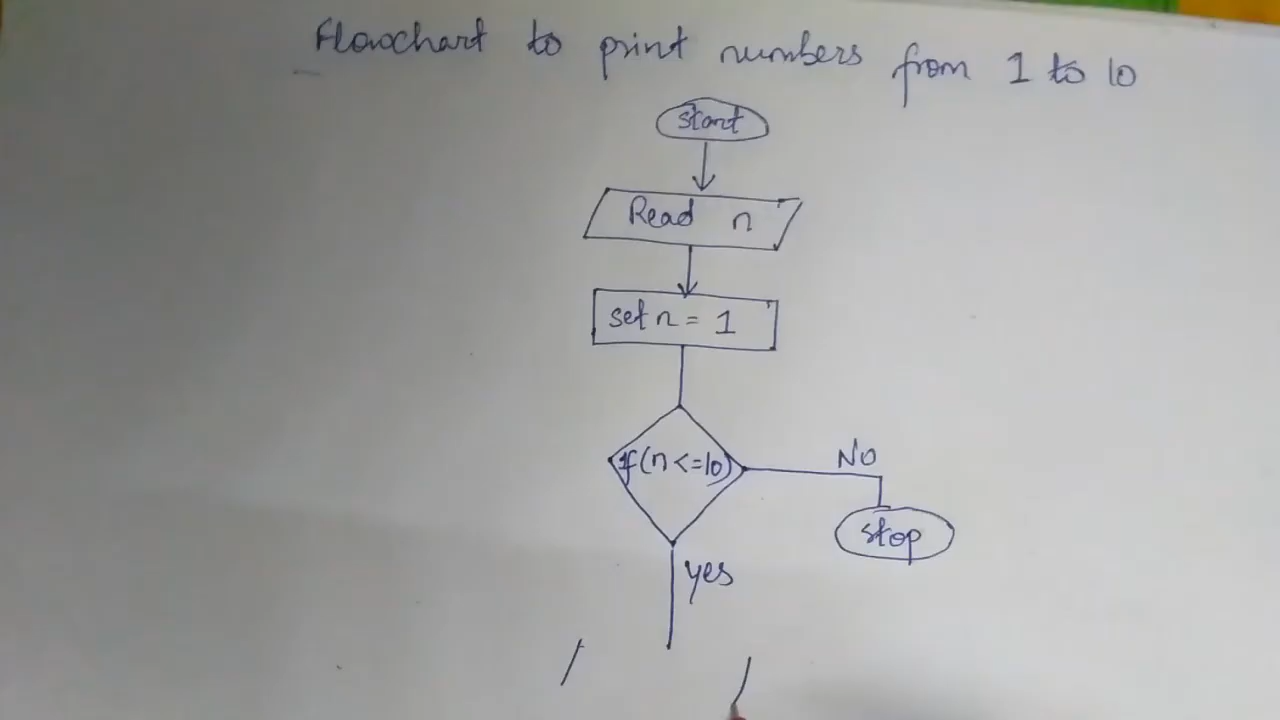 Flowchart to print numbers from 1 to 10
start
Read n
set n = 1
if (n <= 10)
No
stop
yes